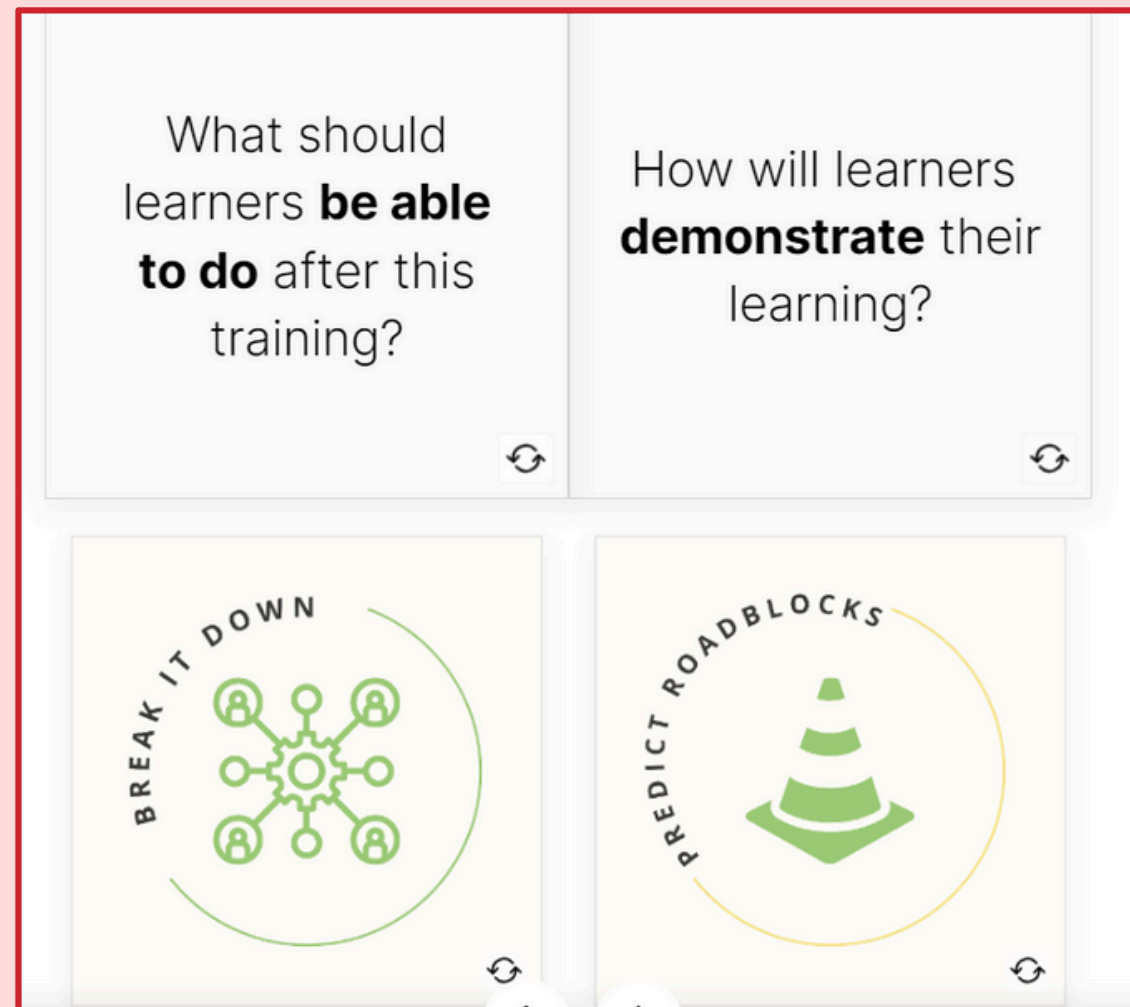 What should
learners be able
to do after this
training?
How will learners
demonstrate their
learning?
BREAK IT DOWN
PREDICT ROADBLOCKS